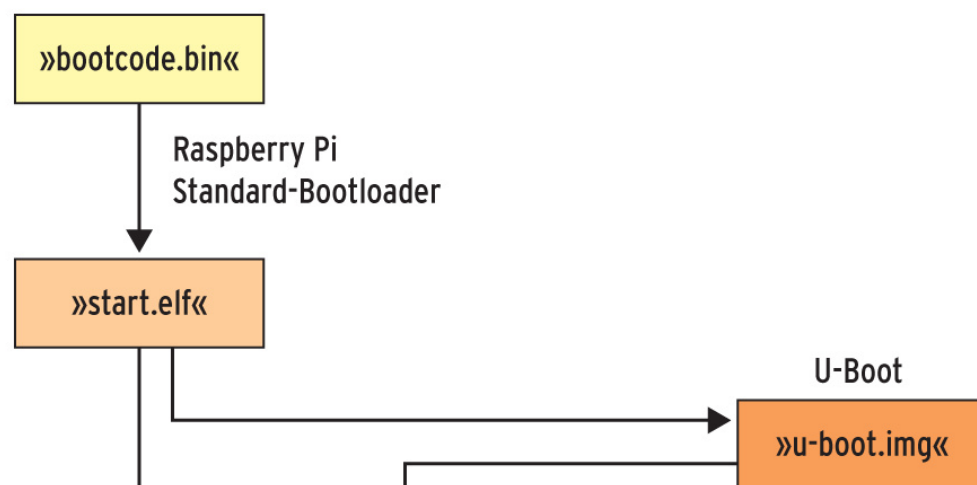 »bootcode.bin«
Raspberry Pi
Standard-Bootloader
»start.elf«
U-Boot
»u-boot.img«